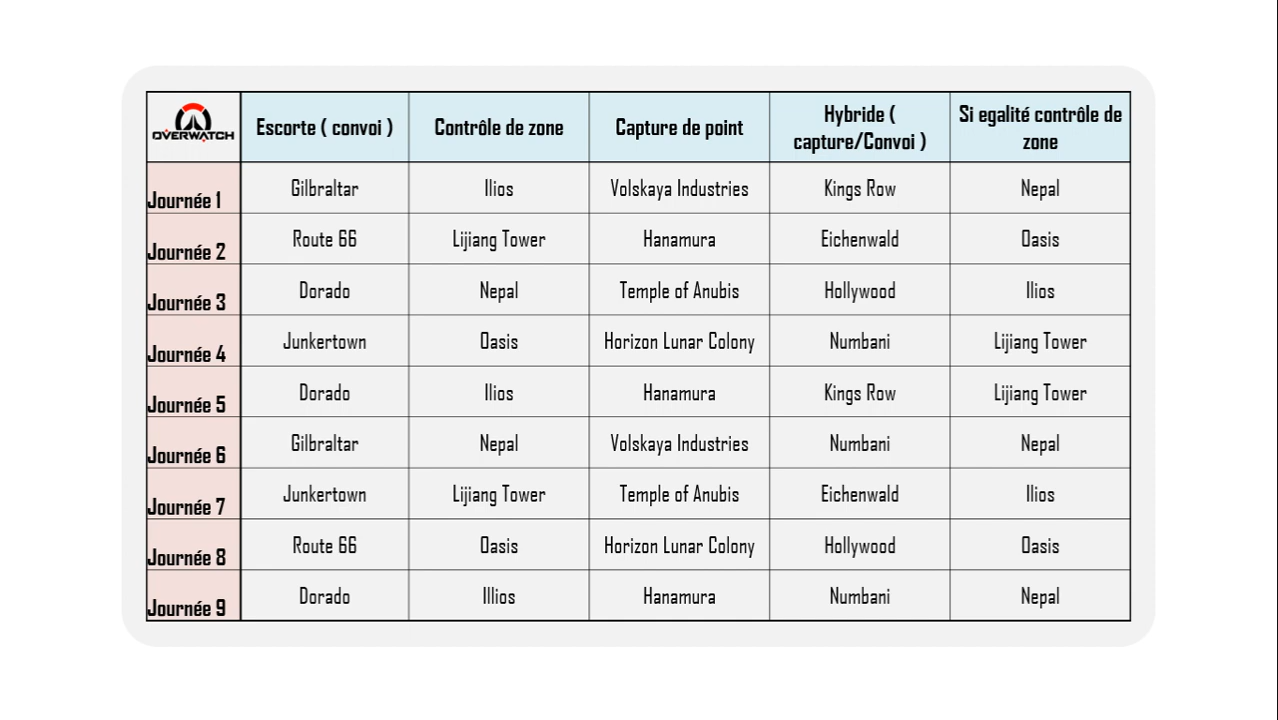 OVERWATCH
Escorte ( convoi )
Contrôle de zone
Capture de point
Hybride (
capture/Convoi )
Si egalité contrôle de
zone
Journée 1
Gilbraltar
Ilios
Volskaya Industries
Kings Row
Nepal
Journée 2
Route 66
Lijiang Tower
Hanamura
Eichenwald
Oasis
Journée 3
Dorado
Nepal
Temple of Anubis
Hollywood
Ilios
Journée 4
Junkertown
Oasis
Horizon Lunar Colony
Numbani
Lijiang Tower
Journée 5
Dorado
Ilios
Hanamura
Kings Row
Lijiang Tower
Journée 6
Gilbraltar
Nepal
Volskaya Industries
Numbani
Nepal
Journée 7
Junkertown
Lijiang Tower
Temple of Anubis
Eichenwald
Ilios
Journée 8
Route 66
Oasis
Horizon Lunar Colony
Hollywood
Oasis
Journée 9
Dorado
Illios
Hanamura
Numbani
Nepal